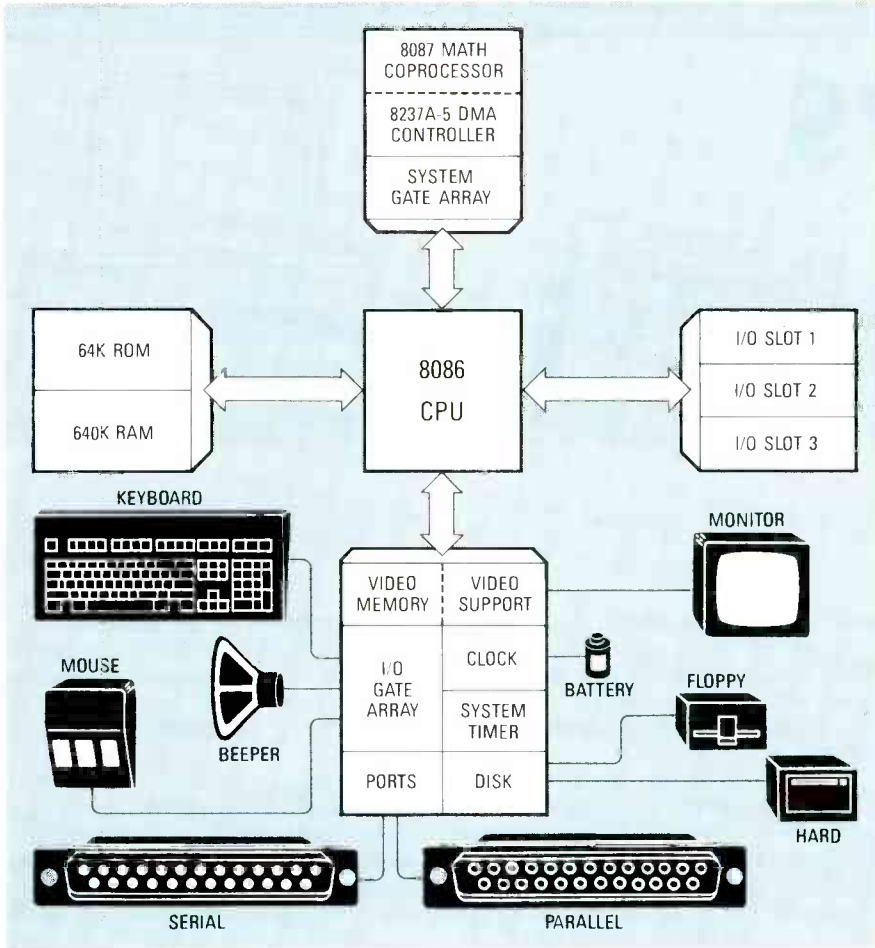 8087 MATH
COPROCESSOR
8237A-5 DMA
CONTROLLER
SYSTEM
GATE ARRAY
64K ROM
640K RAM
8086
CPU
I/O SLOT 1
I/O SLOT 2
I/O SLOT 3
KEYBOARD
MONITOR
VIDEO
MEMORY
VIDEO
SUPPORT
MOUSE
BEEPER
I/O
GATE
ARRAY
CLOCK
BATTERY
FLOPPY
SYSTEM
TIMER
PORTS
DISK
HARD
SERIAL
PARALLEL